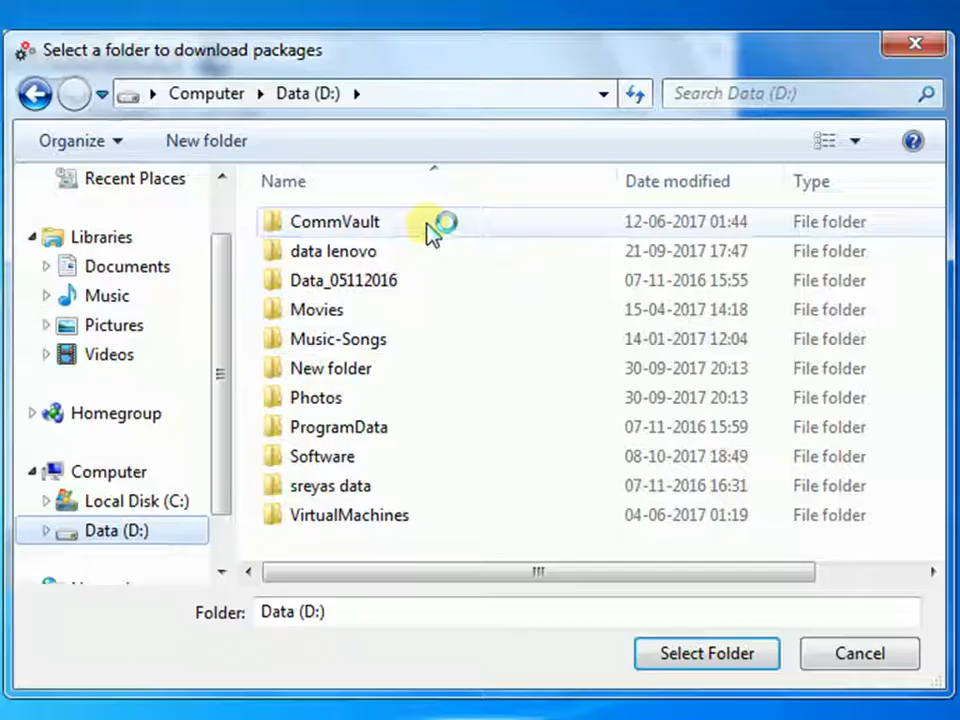 Select a folder to download packages
Computer Data (D:) Search Data (D:)
Organize New folder
Recent Places
Libraries
Documents
Music
Pictures
Videos
Homegroup
Computer
Local Disk (C:)
Data (D:)
Name Date modified Type
CommVault 12-06-2017 01:44 File folder
data lenovo 21-09-2017 17:47 File folder
Data_05112016 07-11-2016 15:55 File folder
Movies 15-04-2017 14:18 File folder
Music-Songs 14-01-2017 12:04 File folder
New folder 30-09-2017 20:13 File folder
Photos 30-09-2017 20:13 File folder
ProgramData 07-11-2016 15:59 File folder
Software 08-10-2017 18:49 File folder
sreyas data 07-11-2016 16:31 File folder
VirtualMachines 04-06-2017 01:19 File folder
Folder: Data (D:)
Select Folder Cancel